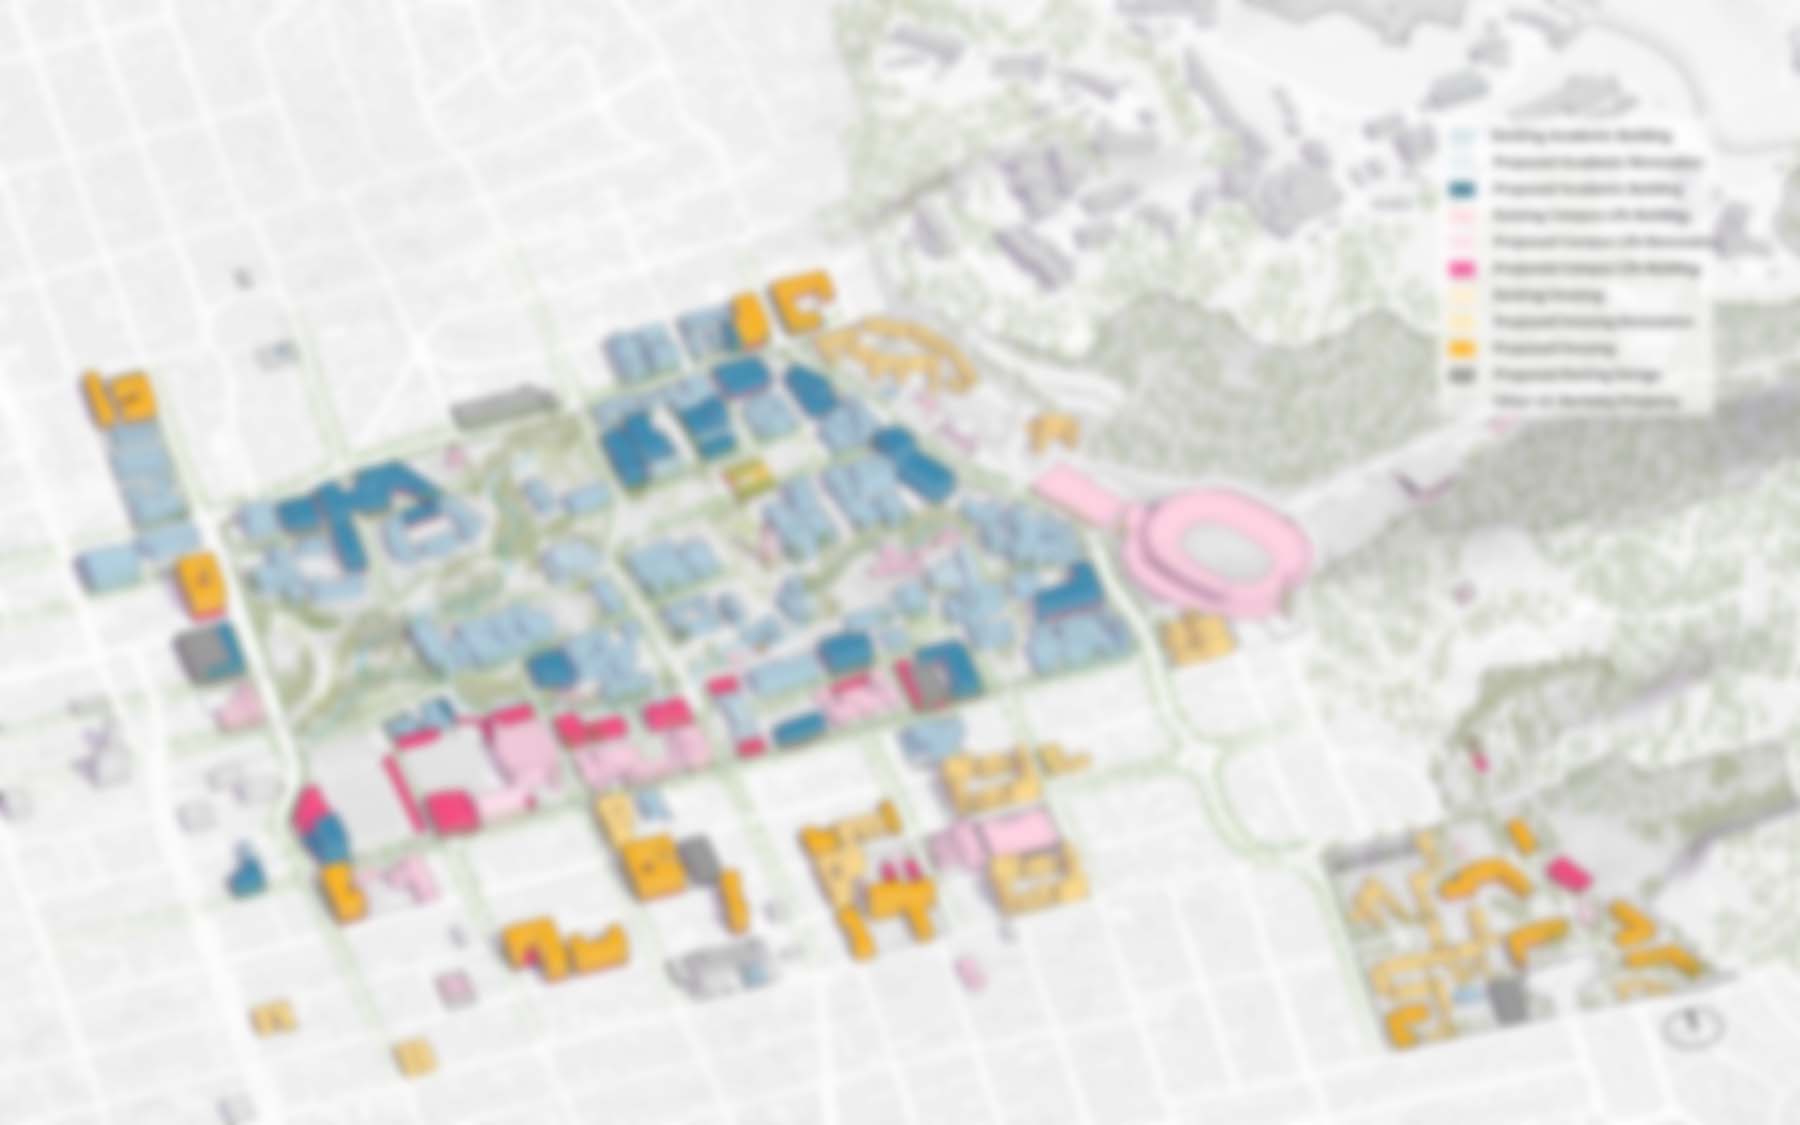 Existing Academic Building
Proposed Academic Renovation
Proposed Academic Building
Existing Campus Life Building
Proposed Campus Life Renovation
Proposed Campus Life Building
Existing Housing
Proposed Housing Renovation
Proposed Housing
Proposed Parking Garage
Other